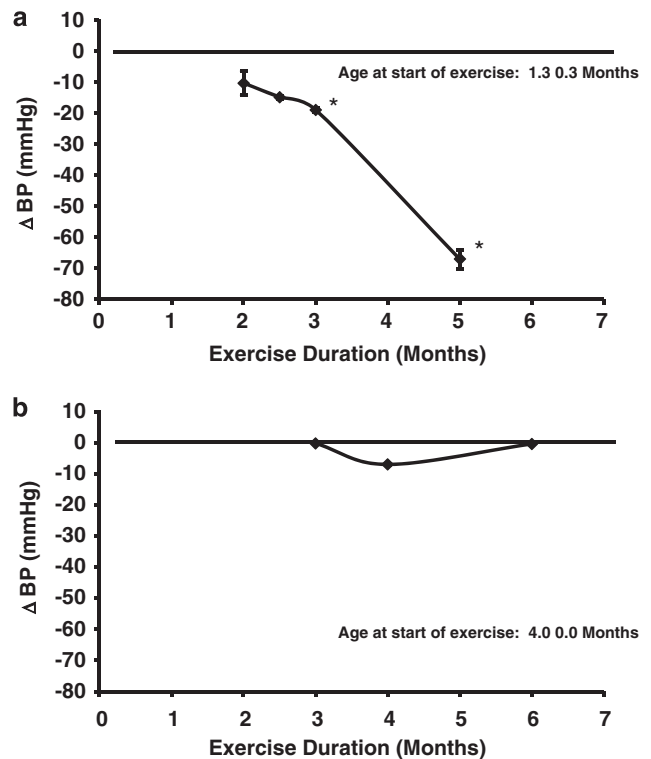 a
Δ BP (mmHg)
10
0
-10
-20
-30
-40
-50
-60
-70
-80
Age at start of exercise: 1.3 0.3 Months
*
*
0 1 2 3 4 5 6 7
Exercise Duration (Months)
b
Δ BP (mmHg)
10
0
-10
-20
-30
-40
-50
-60
-70
-80
Age at start of exercise: 4.0 0.0 Months
0 1 2 3 4 5 6 7
Exercise Duration (Months)